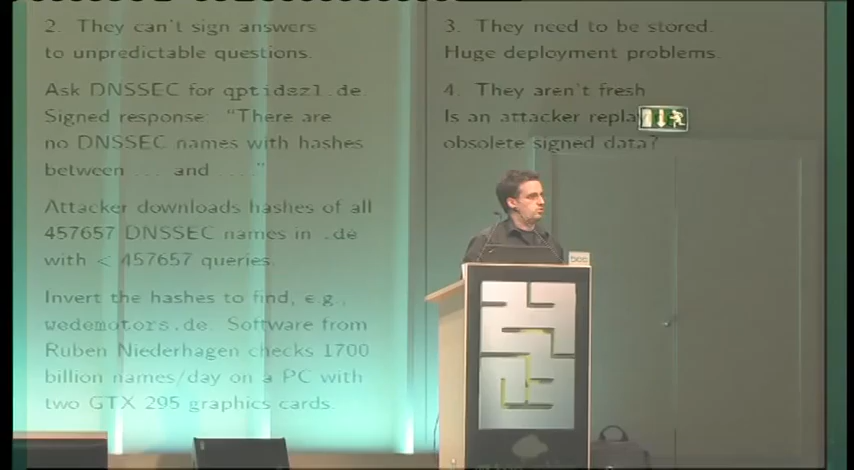 2. They can't sign answers
to unpredictable questions.
Ask DNSSEC for qptidszl.de.
Signed response: "There are
no DNSSEC names with hashes
between ... and ...."
Attacker downloads hashes of all
457657 DNSSEC names in .de
with < 457657 queries.
Invert the hashes to find, e.g.,
wedemotors.de. Software from
Ruben Niederhagen checks 1700
billion names/day on a PC with
two GTX 295 graphics cards.
3. They need to be stored.
Huge deployment problems.
4. They aren't fresh
Is an attacker repla
obsolete signed data?